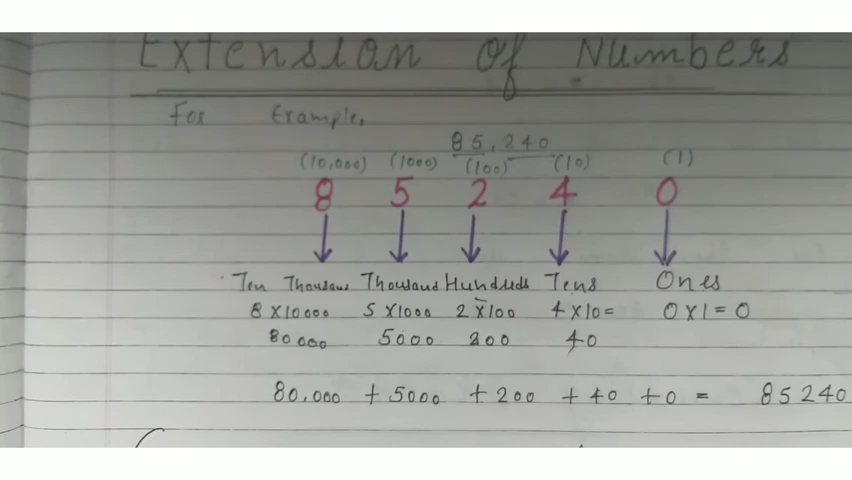 Extension of Numbers
For Example,
85,240
(10,000) (1000) (100) (10) (1)
8 5 2 4 0
Ten Thousand Thousand Hundreds Tens Ones
8 x 10000 5 x 1000 2 x 100 4 x 10 = 0 x 1 = 0
80000 5000 200 40
80,000 + 5000 + 200 + 40 + 0 = 85240